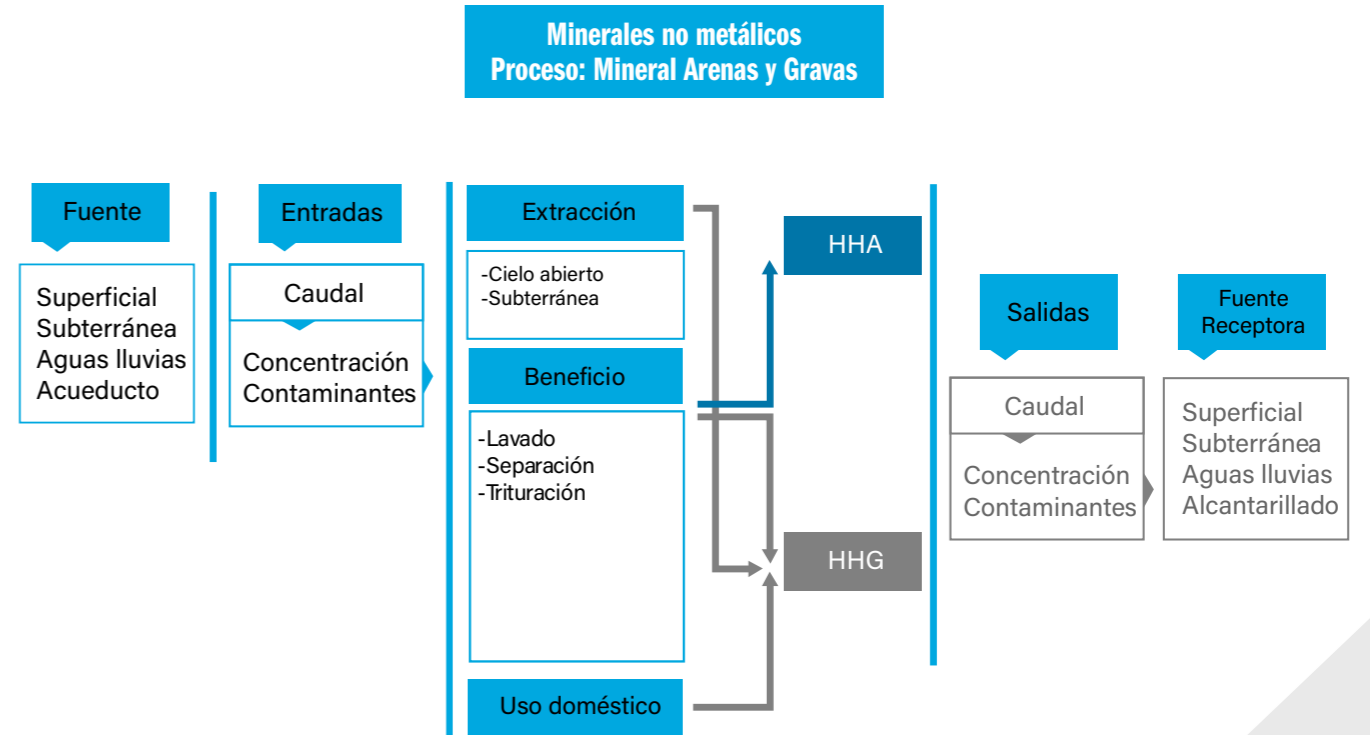 Minerales no metálicos
Proceso: Mineral Arenas y Gravas
Fuente
Superficial
Subterránea
Aguas lluvias
Acueducto
Entradas
Caudal
Concentración
Contaminantes
Extracción
-Cielo abierto
-Subterránea
Beneficio
-Lavado
-Separación
-Trituración
Uso doméstico
HHA
HHG
Salidas
Caudal
Concentración
Contaminantes
Fuente
Receptora
Superficial
Subterránea
Aguas lluvias
Alcantarillado